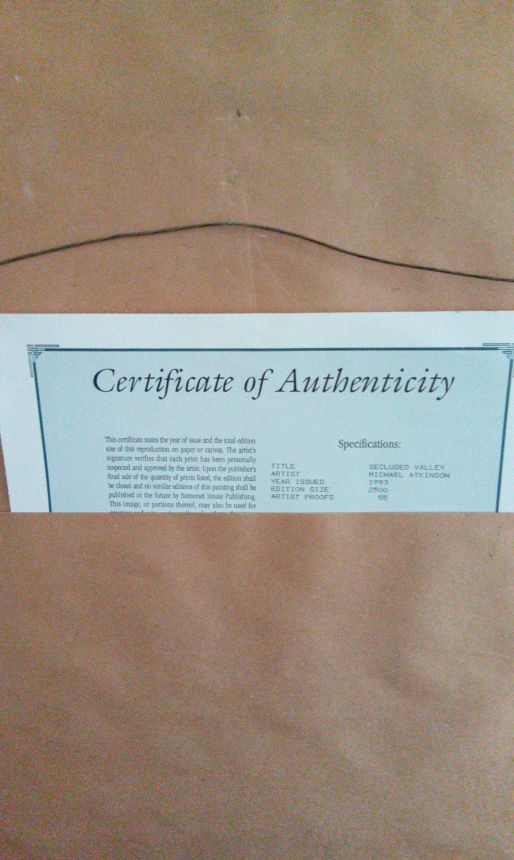 Certificate of Authenticity
This certificate states the year of issue and the total edition
size of this reproduction on paper or canvas. The artist's
signature verifies that each print has been personally
inspected and approved by the artist. Upon the publisher's
final sale of the quantity of prints listed, the edition shall
be closed and no similar editions of this painting shall be
published in the future by Somerset House Publishing.
This image, or portions thereof, may also be used for
Specifications:
TITLE SECLUDED VALLEY
ARTIST MICHAEL ATKINSON
YEAR ISSUED 1993
EDITION SIZE 2500
ARTIST PROOFS 55